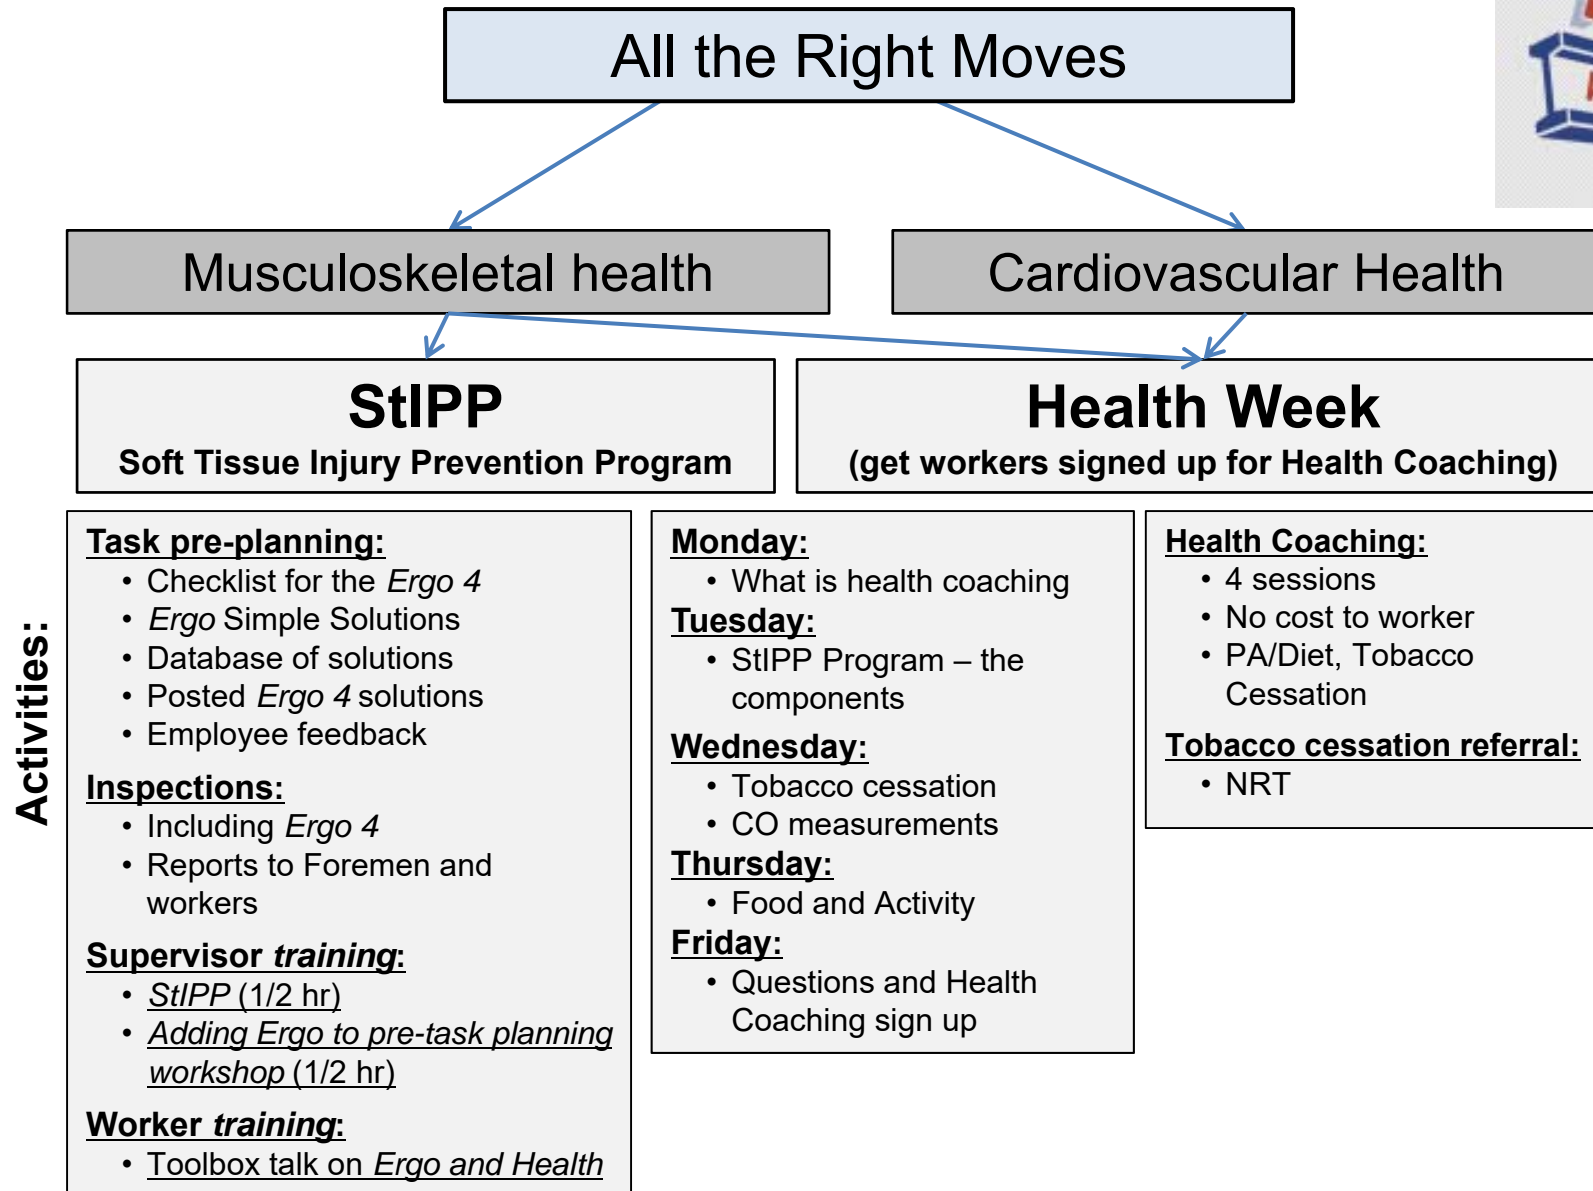 All the Right Moves
Musculoskeletal health
Cardiovascular Health
StIPP
Soft Tissue Injury Prevention Program
Health Week
(get workers signed up for Health Coaching)
Activities:
Task pre-planning:
• Checklist for the Ergo 4
• Ergo Simple Solutions
• Database of solutions
• Posted Ergo 4 solutions
• Employee feedback
Inspections:
• Including Ergo 4
• Reports to Foremen and
workers
Supervisor training:
• StIPP (1/2 hr)
• Adding Ergo to pre-task planning
workshop (1/2 hr)
Worker training:
• Toolbox talk on Ergo and Health
Monday:
• What is health coaching
Tuesday:
• StIPP Program – the
components
Wednesday:
• Tobacco cessation
• CO measurements
Thursday:
• Food and Activity
Friday:
• Questions and Health
Coaching sign up
Health Coaching:
• 4 sessions
• No cost to worker
• PA/Diet, Tobacco
Cessation
Tobacco cessation referral:
• NRT